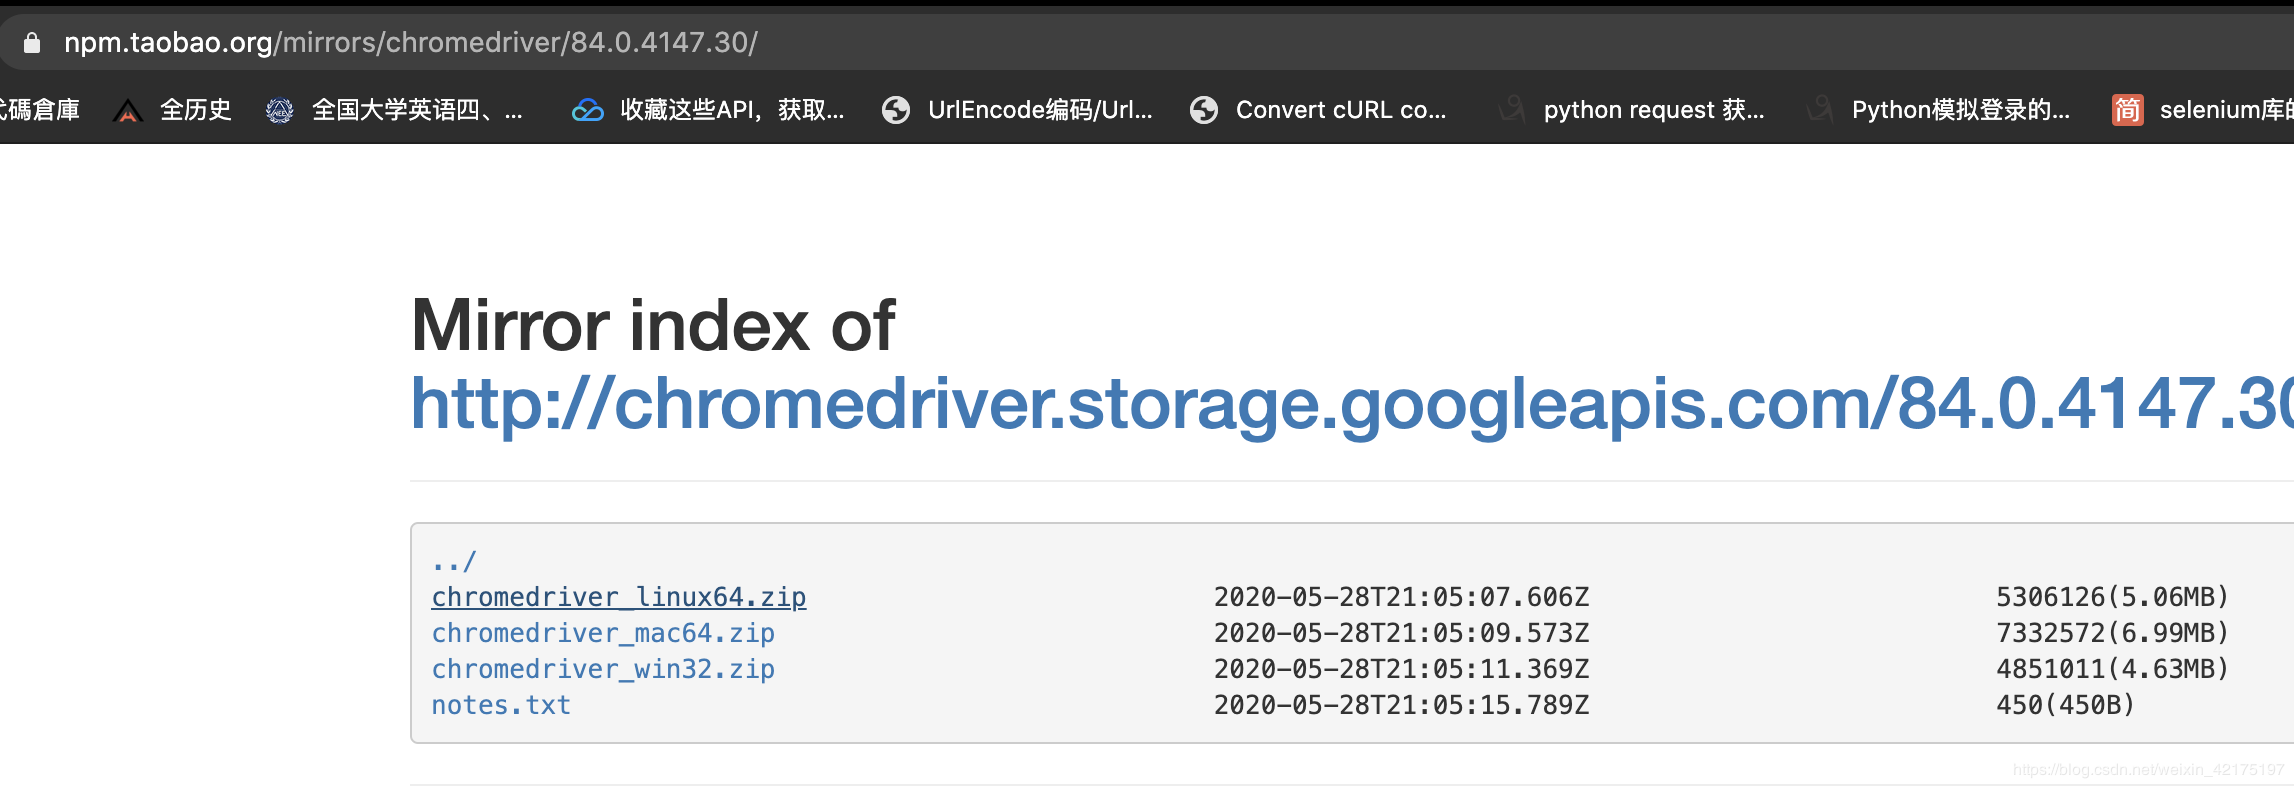 npm.taobao.org/mirrors/chromedriver/84.0.4147.30/
碼倉庫 全历史 全国大学英语四、... 收藏这些API，获取... UrlEncode编码/Url... Convert cURL co... python request 获... Python模拟登录的... 简 selenium库的
Mirror index of
http://chromedriver.storage.googleapis.com/84.0.4147.30
../
chromedriver_linux64.zip 2020-05-28T21:05:07.606Z 5306126(5.06MB)
chromedriver_mac64.zip 2020-05-28T21:05:09.573Z 7332572(6.99MB)
chromedriver_win32.zip 2020-05-28T21:05:11.369Z 4851011(4.63MB)
notes.txt 2020-05-28T21:05:15.789Z 450(450B)
https://blog.csdn.net/weixin_42175197